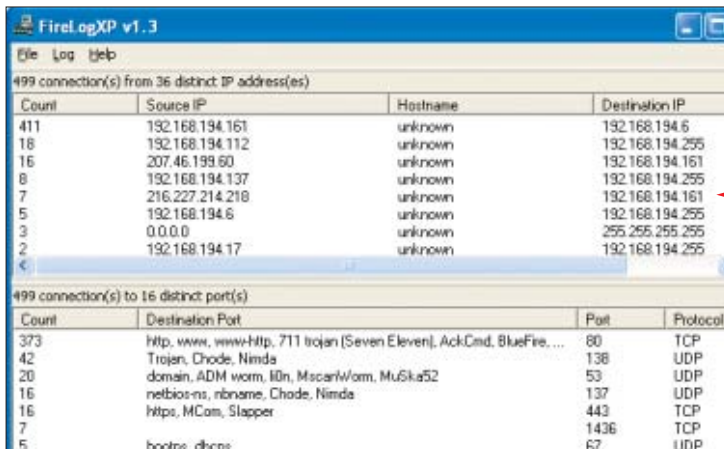 FireLogXP v1.3
File Log Help
499 connection(s) from 36 distinct IP address(es)
Count Source IP Hostname Destination IP
411 192.168.194.161 unknown 192.168.194.6
18 192.168.194.112 unknown 192.168.194.255
16 207.46.199.60 unknown 192.168.194.161
8 192.168.194.137 unknown 192.168.194.255
7 216.227.214.218 unknown 192.168.194.161
5 192.168.194.6 unknown 192.168.194.255
3 0.0.0.0 unknown 255.255.255.255
2 192.168.194.17 unknown 192.168.194.255
499 connection(s) to 16 distinct port(s)
Count Destination Port Port Protocol
373 http, www, www-http, 711 trojan (Seven Eleven), AckCmd, BlueFire, ... 80 TCP
42 Trojan, Chode, Nimda 138 UDP
20 domain, ADM worm, li0n, MscanWorm, MuSka52 53 UDP
16 netbios-ns, nbname, Chode, Nimda 137 UDP
16 https, MCom, Slapper 443 TCP
7 1436 TCP
5 bootps, dhcps 67 UDP